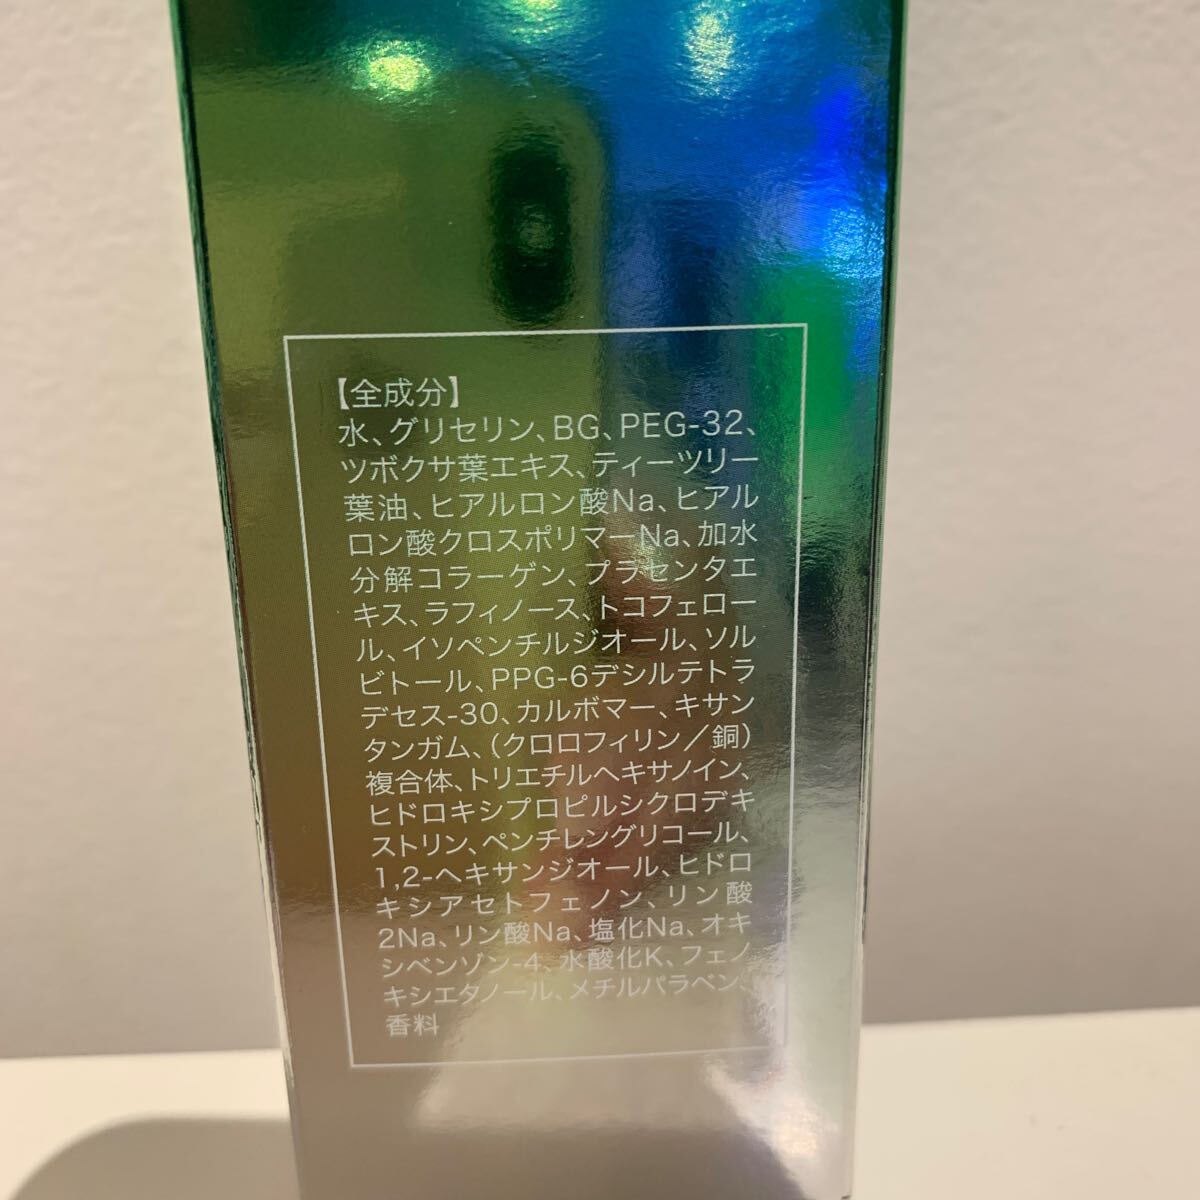 【全成分】
水、グリセリン、BG、PEG-32、
ツボクサ葉エキス、ティーツリー
葉油、ヒアルロン酸Na、ヒアル
ロン酸クロスポリマーNa、加水
分解コラーゲン、プラセンタエ
キス、ラフィノース、トコフェロー
ル、イソペンチルジオール、ソル
ビトール、PPG-6デシルテトラ
デセス-30、カルボマー、キサン
タンガム、(クロロフィリン/銅)
複合体、トリエチルヘキサノイン、
ヒドロキシプロピルシクロデキ
ストリン、ペンチレングリコール、
1,2-ヘキサンジオール、ヒドロ
キシアセトフェノン、リン酸
2Na、リン酸Na、塩化Na、オキ
シベンゾン-4、水酸化K、フェノ
キシエタノール、メチルパラベン、
香料